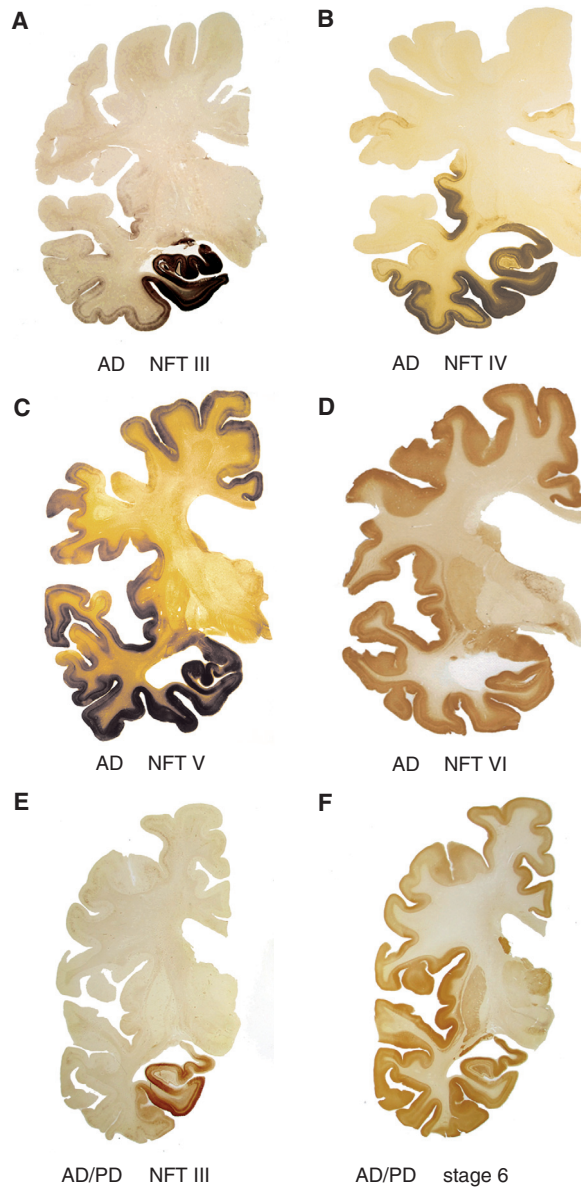 A
B
AD NFT III
AD NFT IV
C
D
AD NFT V
AD NFT VI
E
F
AD/PD NFT III
AD/PD stage 6